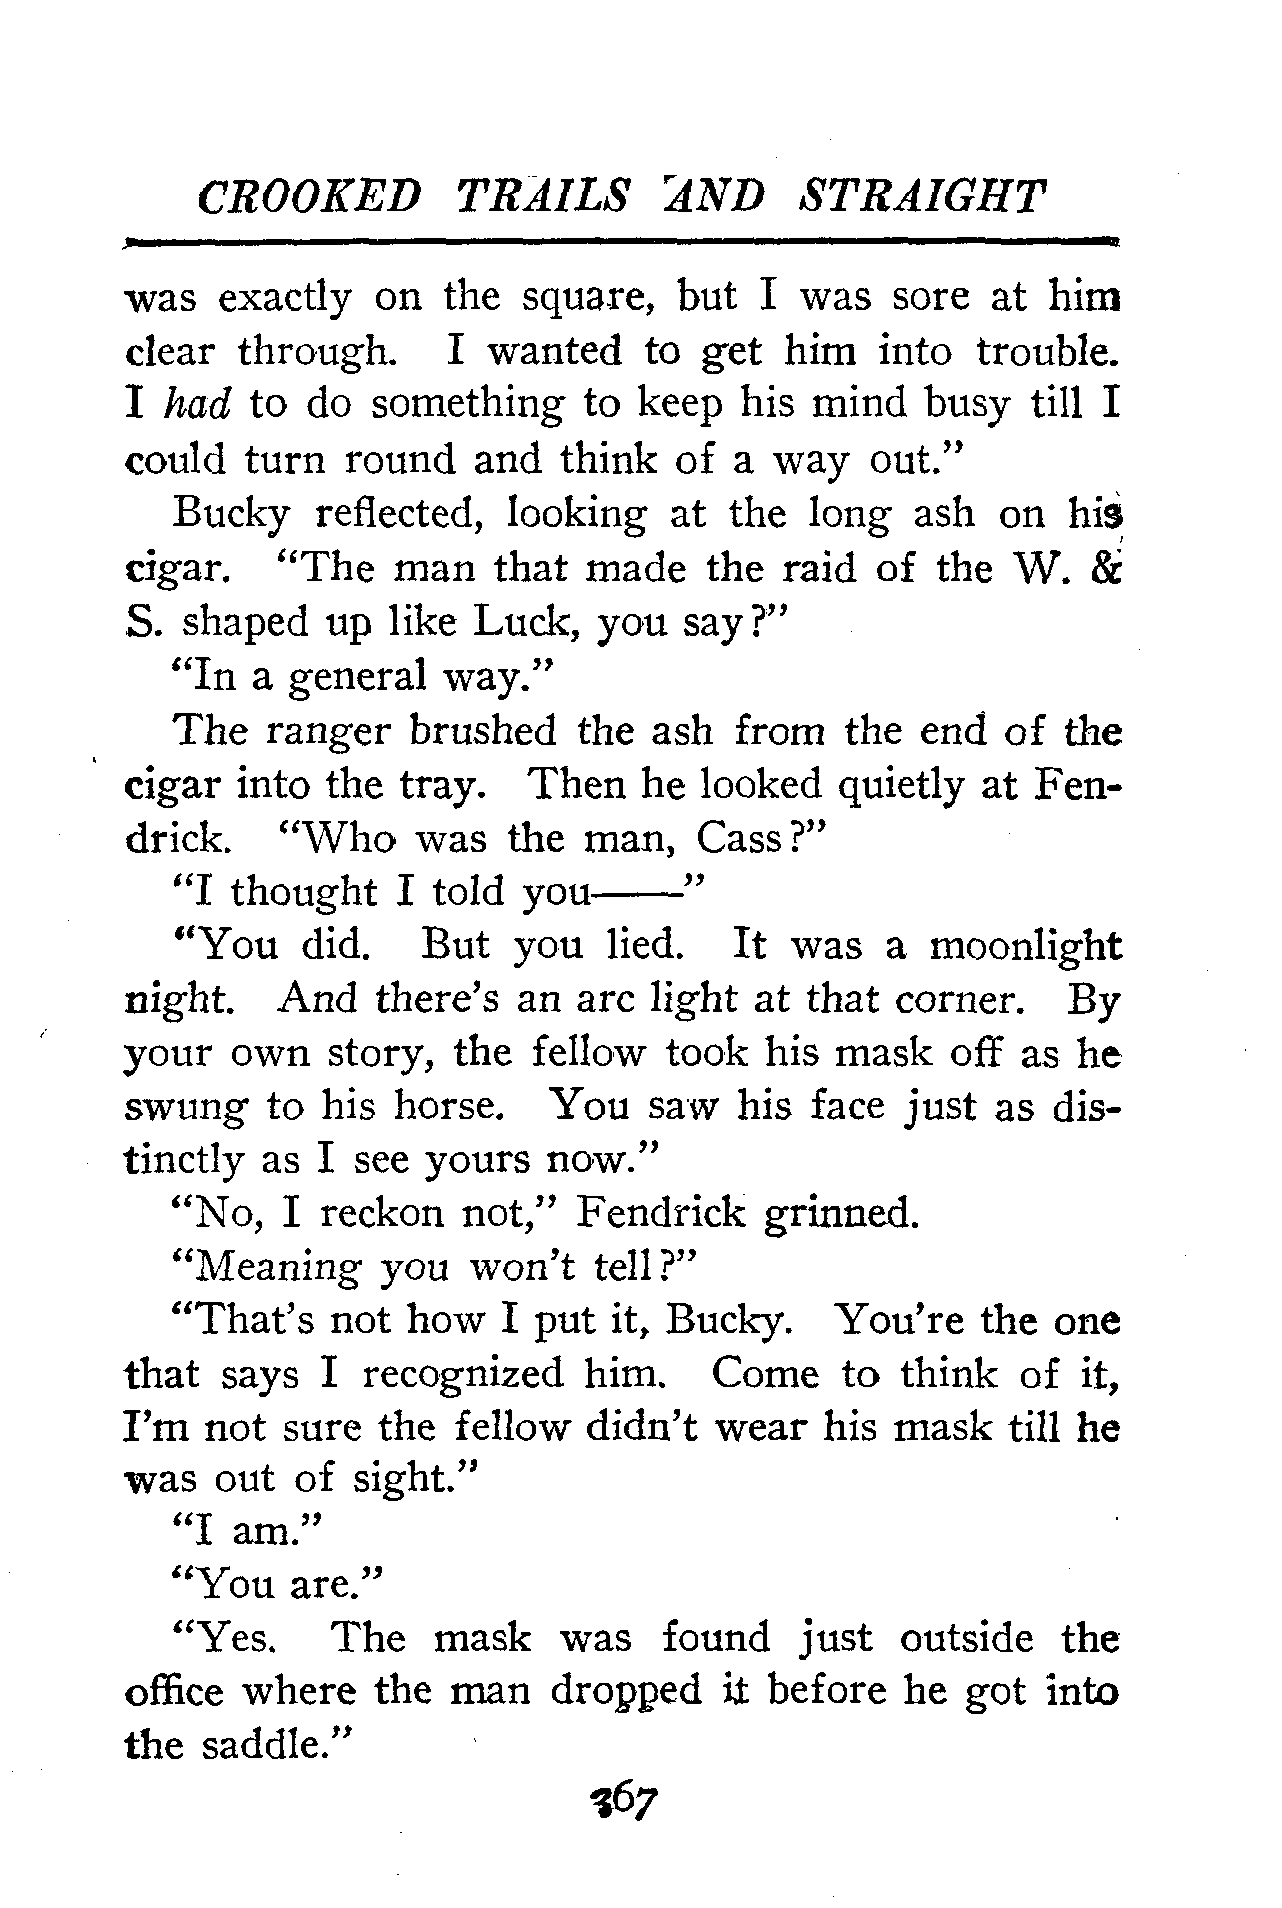 CROOKED TRAILS AND STRAIGHT
was exactly on the square, but I was sore at him
clear through. I wanted to get him into trouble.
I had to do something to keep his mind busy till I
could turn round and think of a way out.”
Bucky reflected, looking at the long ash on his
cigar. “The man that made the raid of the W. &
S. shaped up like Luck, you say?”
“In a general way.”
The ranger brushed the ash from the end of the
cigar into the tray. Then he looked quietly at Fen-
drick. “Who was the man, Cass?”
“I thought I told you——”
“You did. But you lied. It was a moonlight
night. And there’s an arc light at that corner. By
your own story, the fellow took his mask off as he
swung to his horse. You saw his face just as dis-
tinctly as I see yours now.”
“No, I reckon not,” Fendrick grinned.
“Meaning you won’t tell?”
“That’s not how I put it, Bucky. You’re the one
that says I recognized him. Come to think of it,
I’m not sure the fellow didn’t wear his mask till he
was out of sight.”
“I am.”
“You are.”
“Yes. The mask was found just outside the
office where the man dropped it before he got into
the saddle.”
367